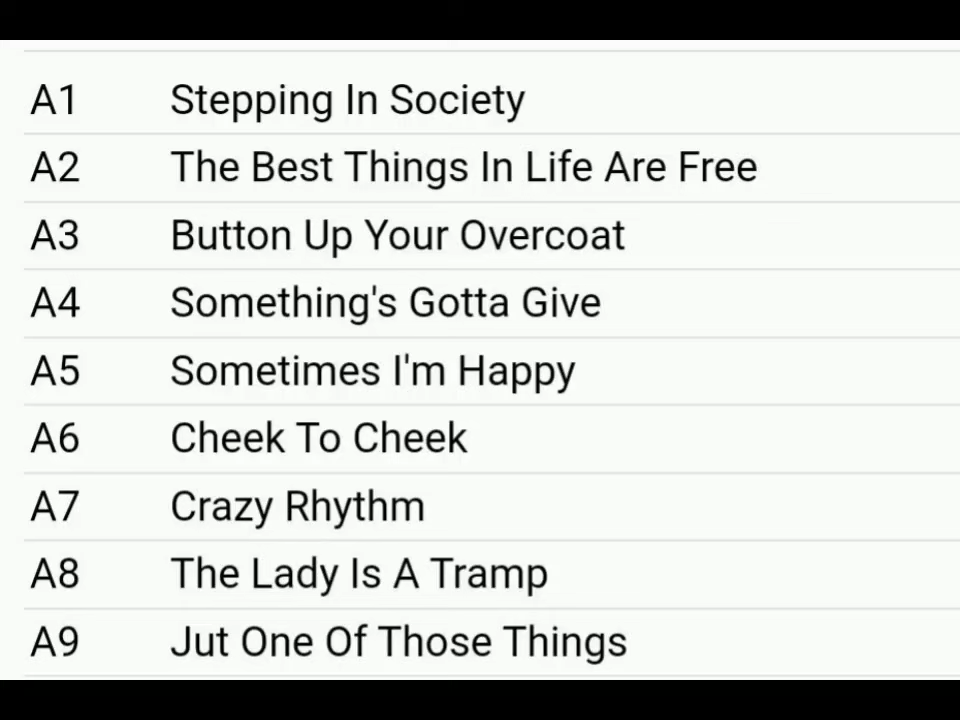 A1 Stepping In Society
A2 The Best Things In Life Are Free
A3 Button Up Your Overcoat
A4 Something's Gotta Give
A5 Sometimes I'm Happy
A6 Cheek To Cheek
A7 Crazy Rhythm
A8 The Lady Is A Tramp
A9 Jut One Of Those Things